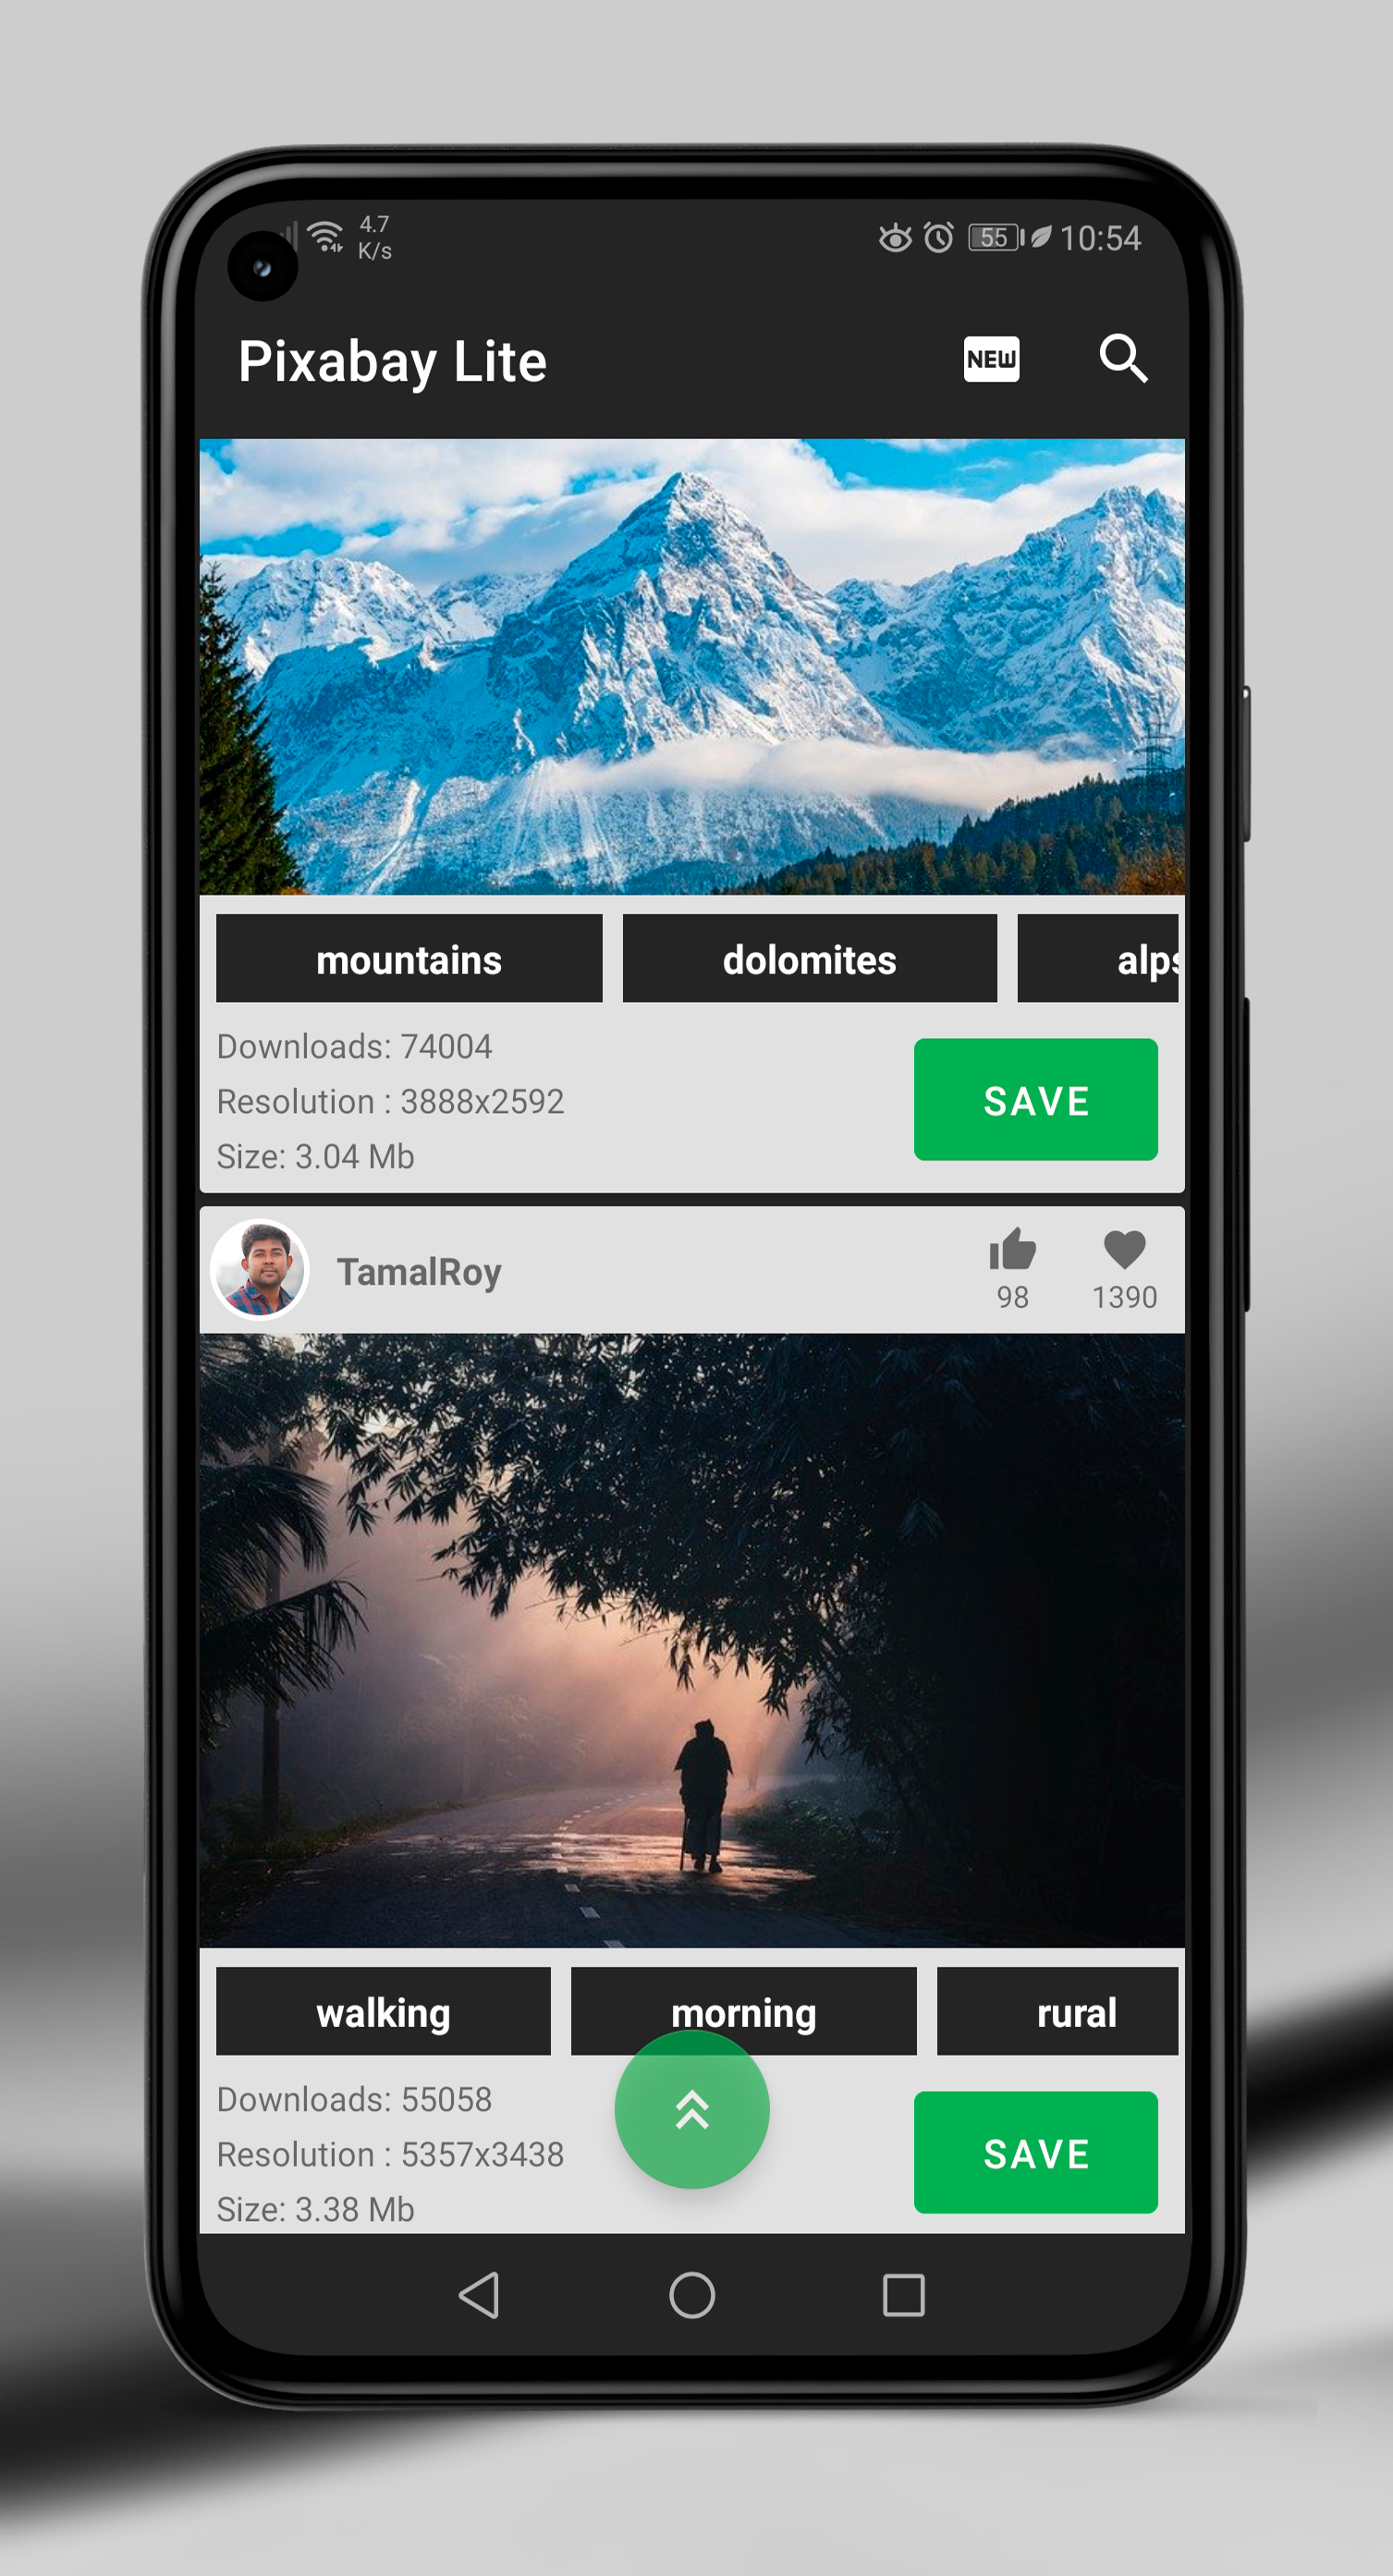 4.7
K/s
55 10:54
Pixabay Lite
NEW
mountains dolomites alps
Downloads: 74004
Resolution : 3888x2592
SAVE
Size: 3.04 Mb
TamalRoy
98 1390
walking morning rural
Downloads: 55058
Resolution : 5357x3438
SAVE
Size: 3.38 Mb